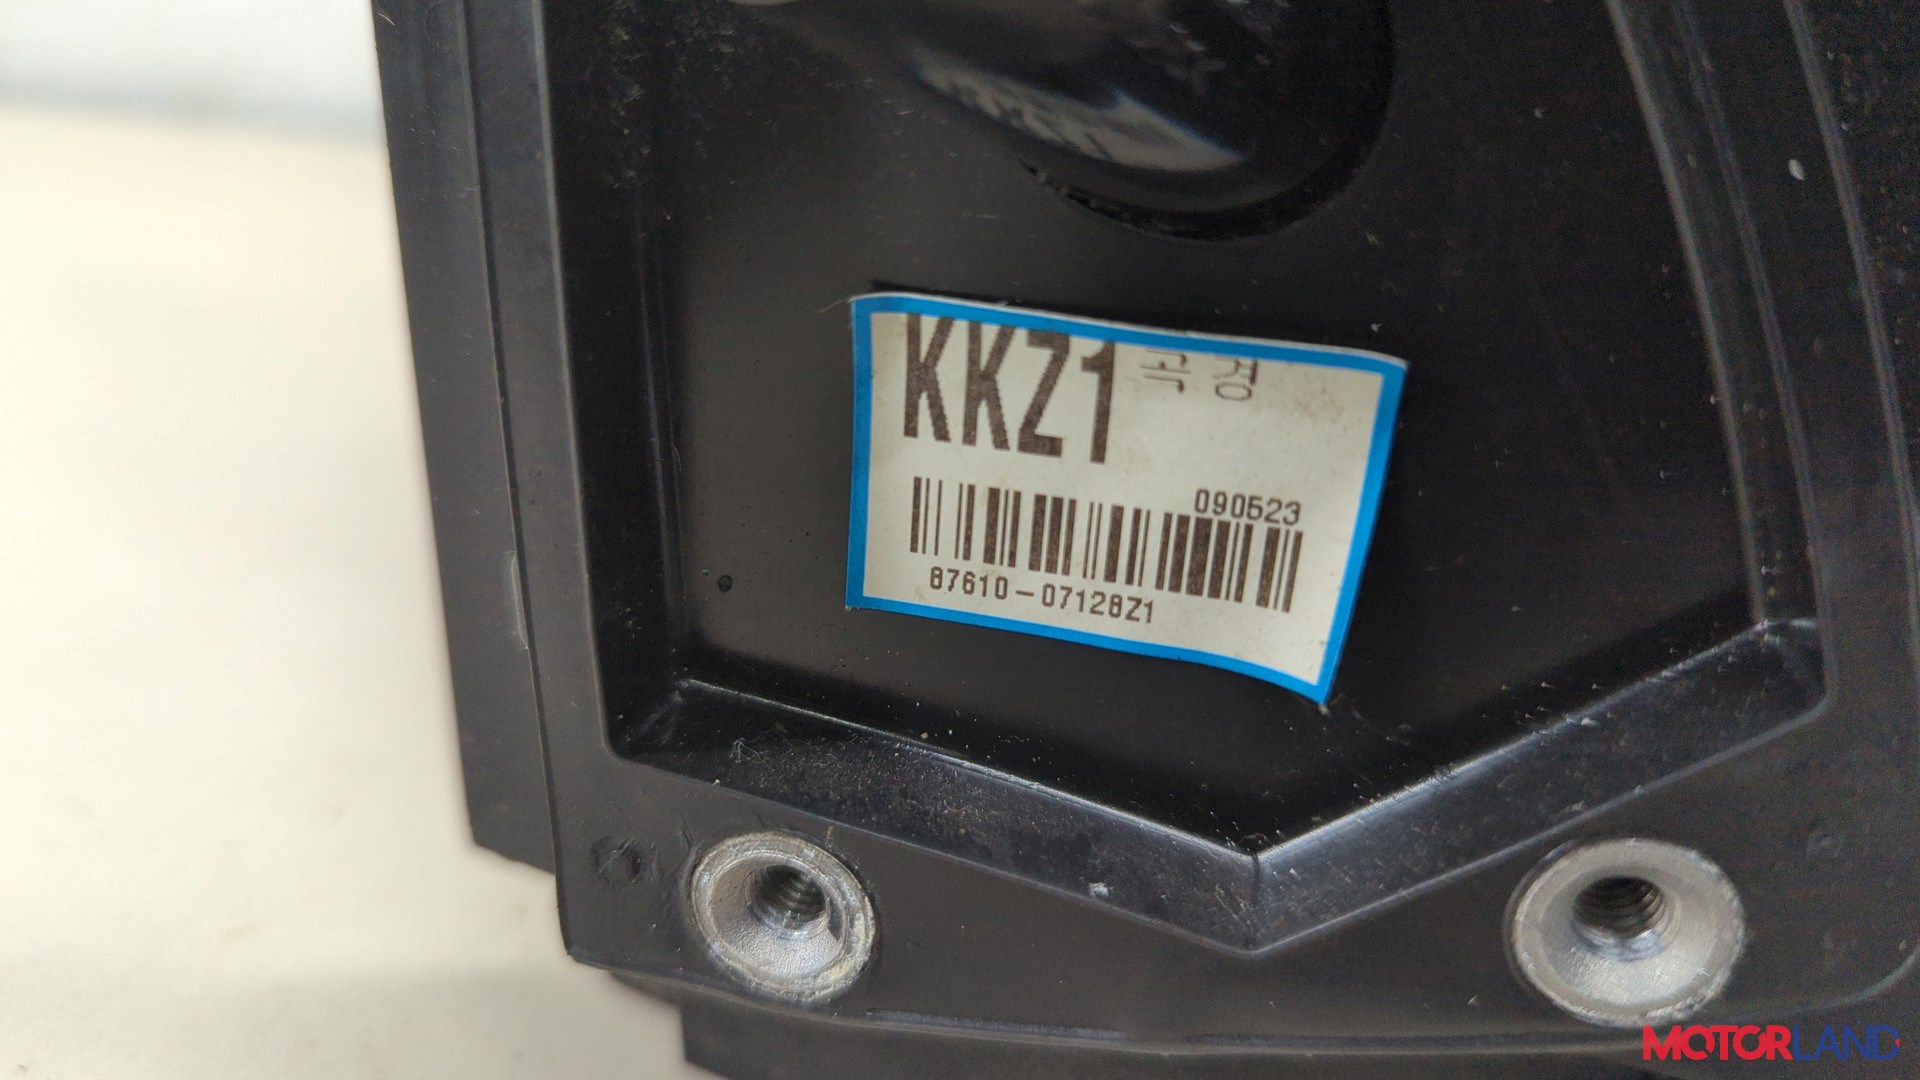 KKZ1 곡경
090523
87610-07128Z1
MOTORLAND